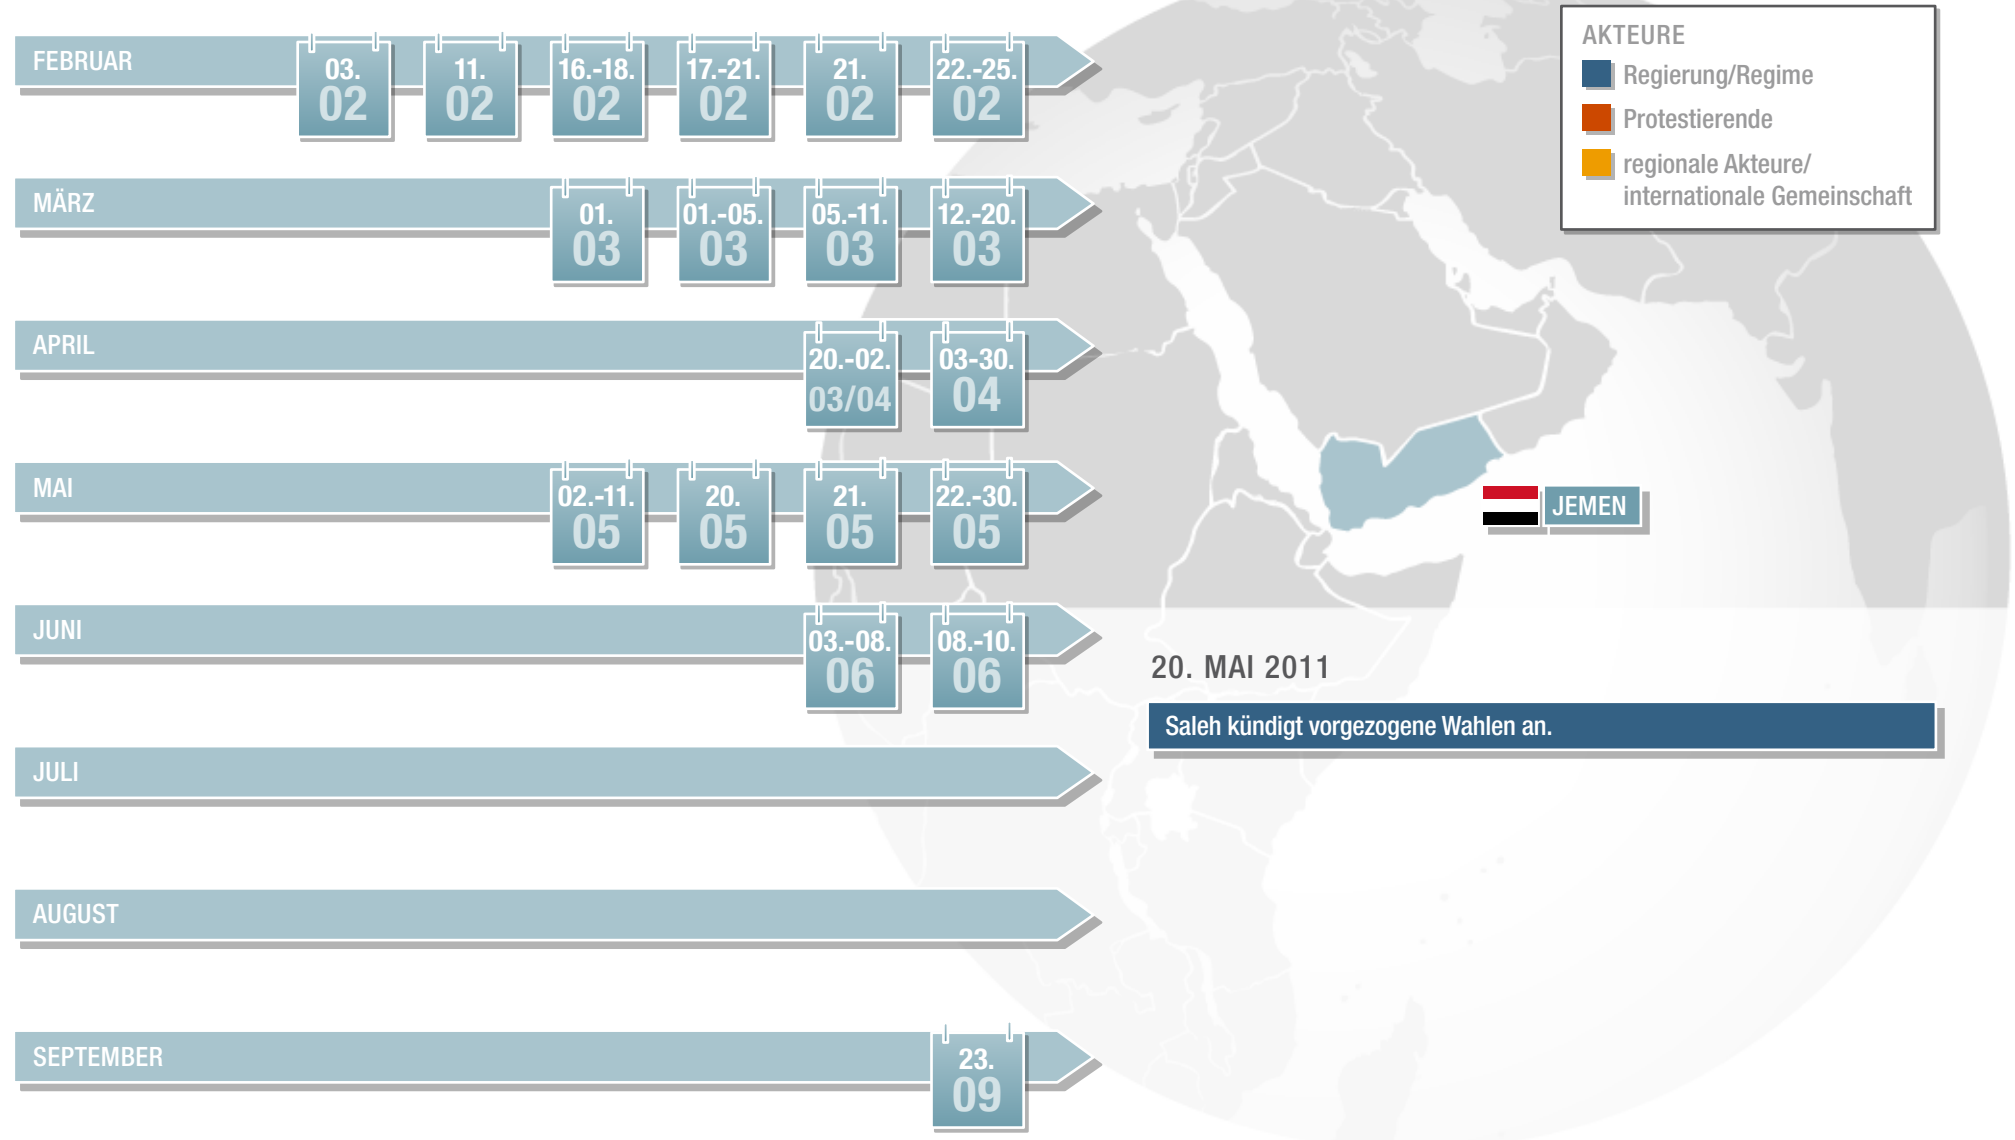 FEBRUAR
03.
02
11.
02
16.-18.
02
17.-21.
02
21.
02
22.-25.
02
MÄRZ
01.
03
01.-05.
03
05.-11.
03
12.-20.
03
APRIL
20.-02.
03/04
03-30.
04
MAI
02.-11.
05
20.
05
21.
05
22.-30.
05
JUNI
03.-08.
06
08.-10.
06
JULI
AUGUST
SEPTEMBER
23.
09
AKTEURE
Regierung/Regime
Protestierende
regionale Akteure/
internationale Gemeinschaft
JEMEN
20. MAI 2011
Saleh kündigt vorgezogene Wahlen an.